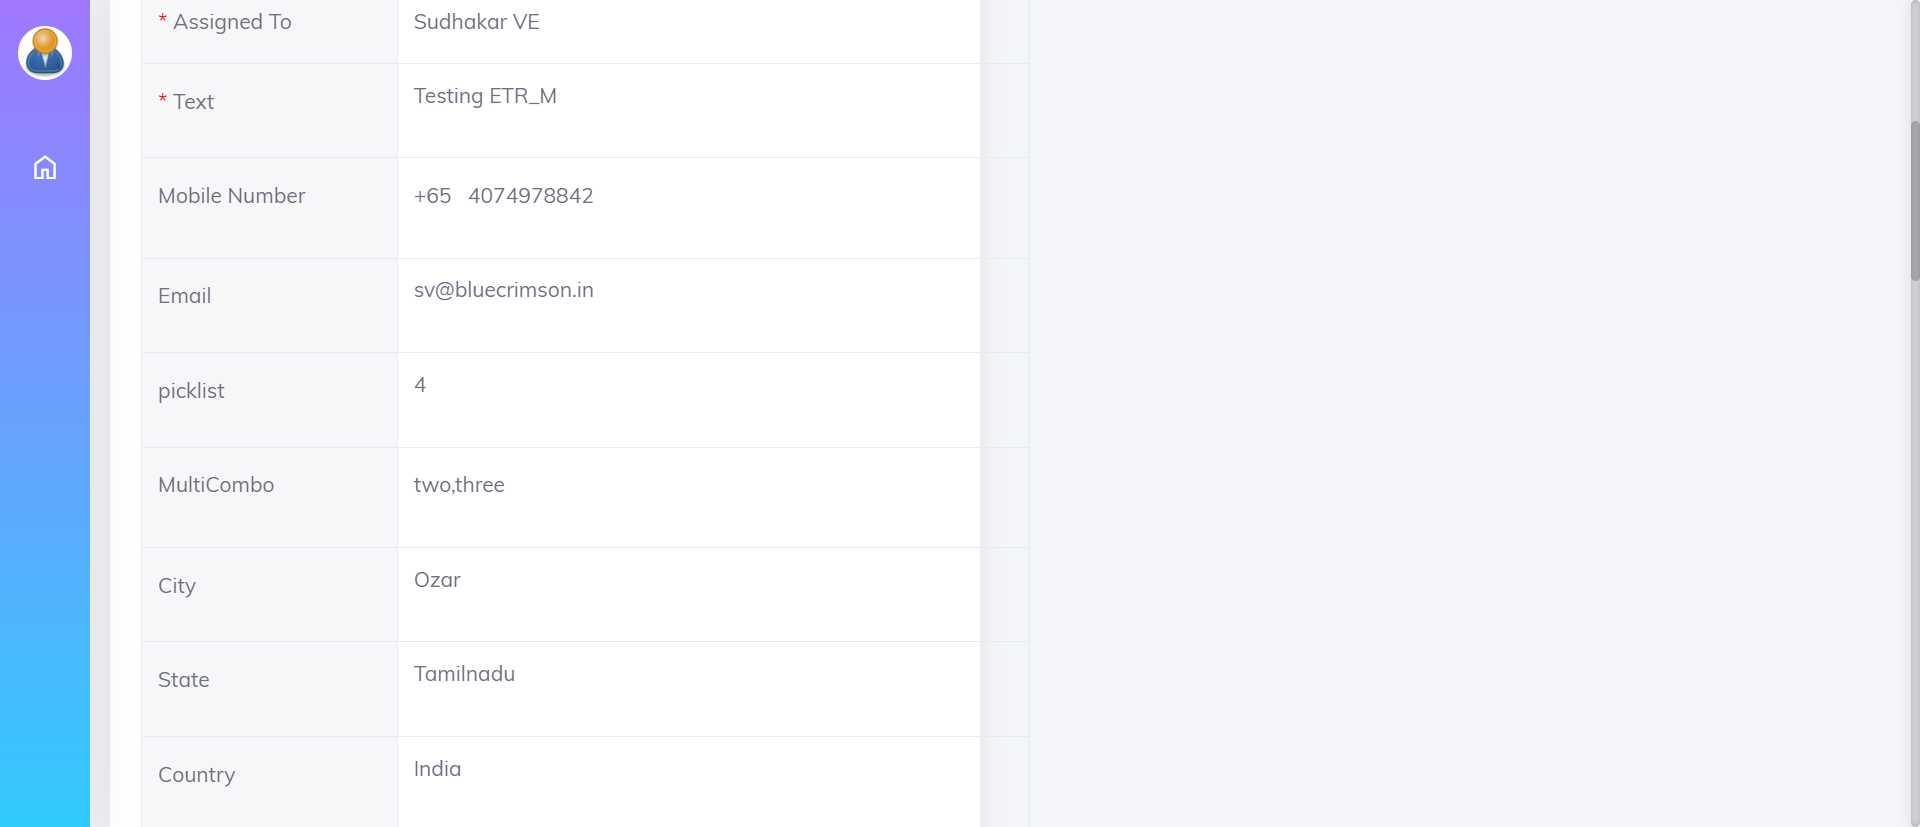 * Assigned To Sudhakar VE
* Text Testing ETR_M
Mobile Number +65 4074978842
Email sv@bluecrimson.in
picklist 4
MultiCombo two,three
City Ozar
State Tamilnadu
Country India